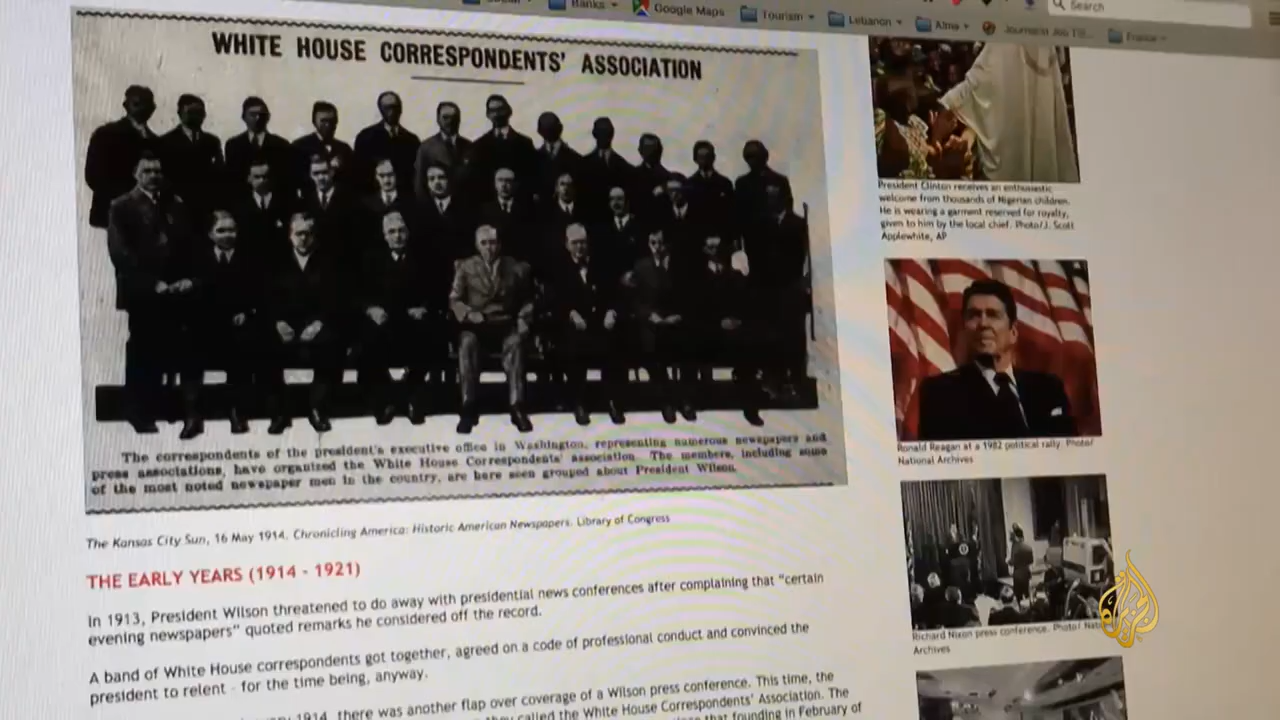 Banks
Google Maps
Tourism
Lebanon
Alma
Journalist Job
Search
WHITE HOUSE CORRESPONDENTS' ASSOCIATION
The correspondents of the president's executive office in Washington, representing numerous newspapers and
press associations, have organized the White House Correspondents' association. The members, including some
of the most noted newspaper men in the country, are here seen grouped about President Wilson.
The Kansas City Sun, 16 May 1914. Chronicling America: Historic American Newspapers. Library of Congress
THE EARLY YEARS (1914 - 1921)
In 1913, President Wilson threatened to do away with presidential news conferences after complaining that "certain
evening newspapers" quoted remarks he considered off the record.
A band of White House correspondents got together, agreed on a code of professional conduct and convinced the
president to relent - for the time being, anyway.
1914, there was another flap over coverage of a Wilson press conference. This time, the
they called the White House Correspondents' Association. The
that founding in February of
President Clinton receives an enthusiastic
welcome from thousands of Nigerian children.
He is wearing a garment reserved for royalty,
given to him by the local chief. Photo/J. Scott
Applewhite, AP
Ronald Reagan at a 1982 political rally. Photo/
National Archives
Richard Nixon press conference. Photo/
Archives
الجزيرة